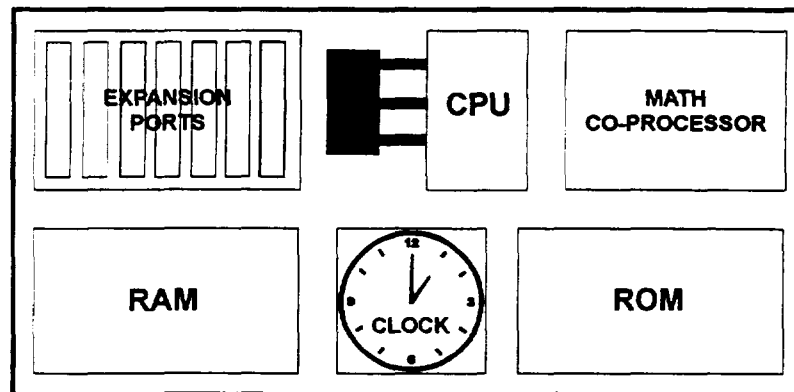 EXPANSION
PORTS
CPU
MATH
CO-PROCESSOR
RAM
12
9
3
CLOCK
6
ROM